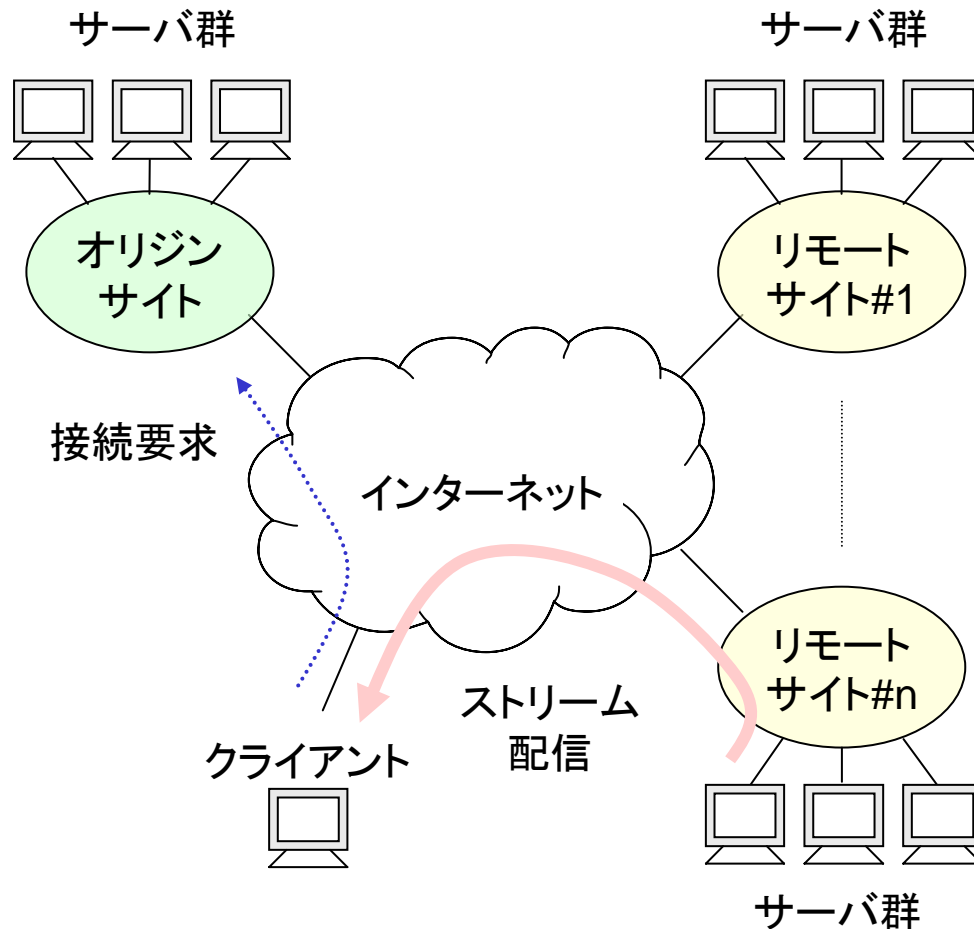 サーバ群
サーバ群
オリジン
サイト
リモート
サイト#1
接続要求
インターネット
リモート
サイト#n
ストリーム
配信
クライアント
サーバ群